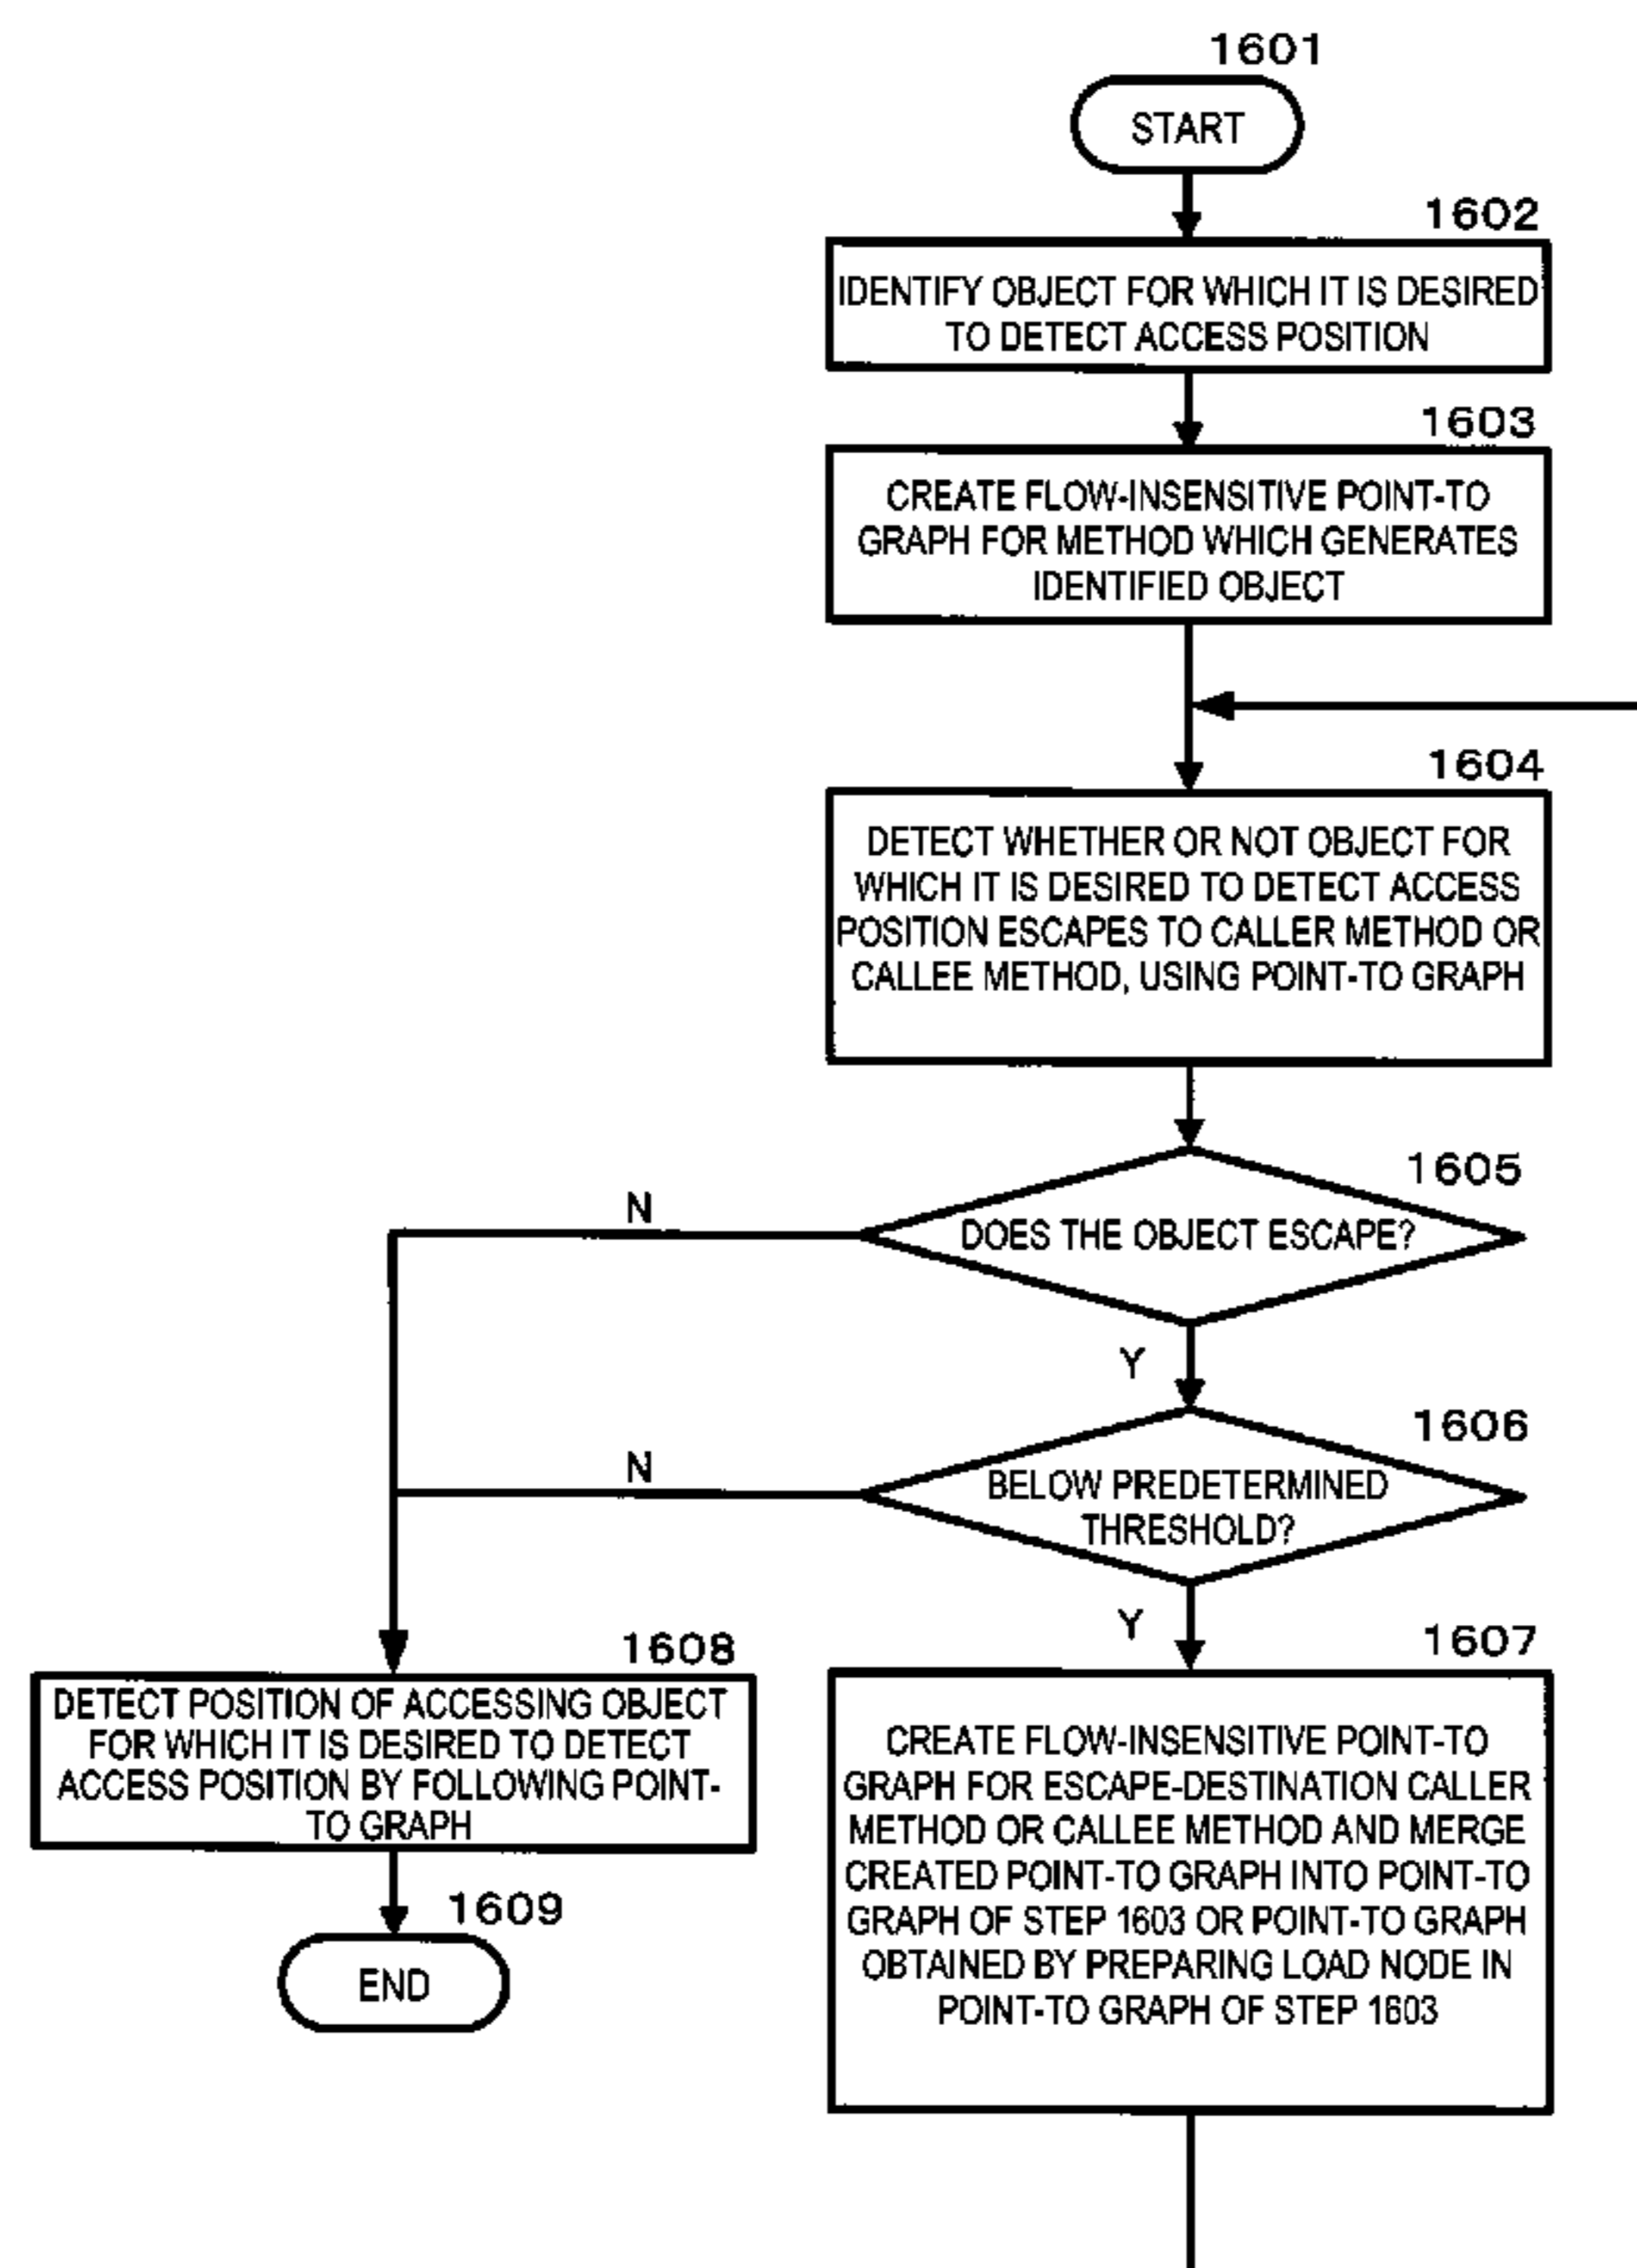 1601
START
1602
IDENTIFY OBJECT FOR WHICH IT IS DESIRED
TO DETECT ACCESS POSITION
1603
CREATE FLOW-INSENSITIVE POINT-TO
GRAPH FOR METHOD WHICH GENERATES
IDENTIFIED OBJECT
1604
DETECT WHETHER OR NOT OBJECT FOR
WHICH IT IS DESIRED TO DETECT ACCESS
POSITION ESCAPES TO CALLER METHOD OR
CALLEE METHOD, USING POINT-TO GRAPH
1605
DOES THE OBJECT ESCAPE?
N
Y
1606
BELOW PREDETERMINED
THRESHOLD?
N
Y
1607
CREATE FLOW-INSENSITIVE POINT-TO
GRAPH FOR ESCAPE-DESTINATION CALLER
METHOD OR CALLEE METHOD AND MERGE
CREATED POINT-TO GRAPH INTO POINT-TO
GRAPH OF STEP 1603 OR POINT-TO GRAPH
OBTAINED BY PREPARING LOAD NODE IN
POINT-TO GRAPH OF STEP 1603
1608
DETECT POSITION OF ACCESSING OBJECT
FOR WHICH IT IS DESIRED TO DETECT
ACCESS POSITION BY FOLLOWING POINT-
TO GRAPH
1609
END